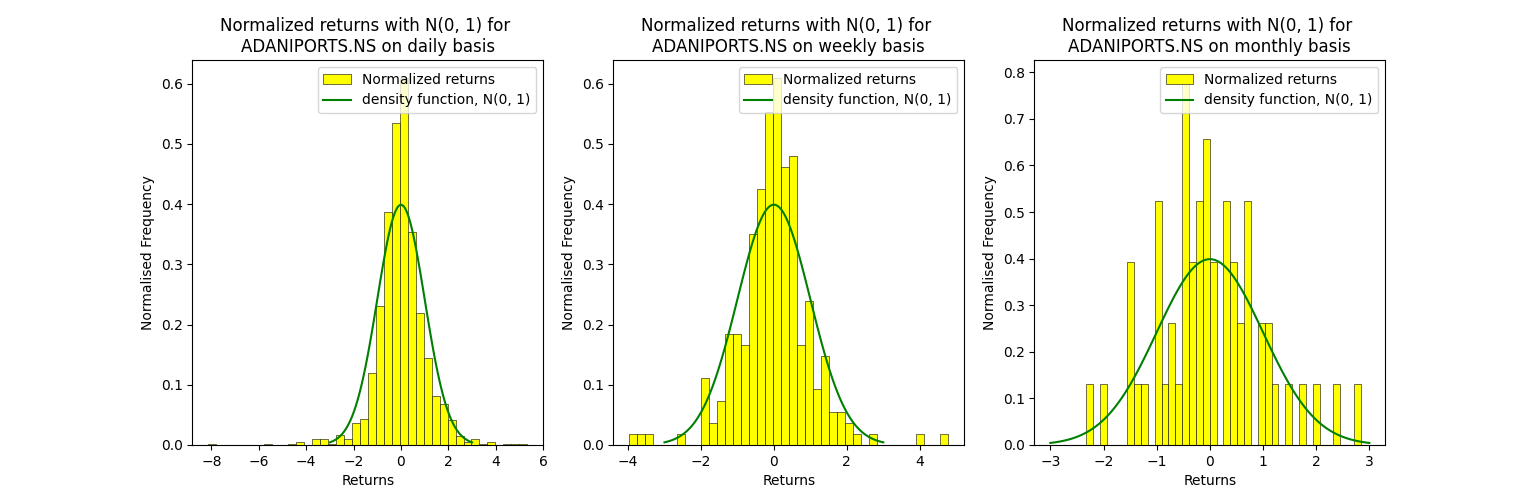 Normalized returns with N(0, 1) for
ADANIPORTS.NS on daily basis
Normalized returns
density function, N(0, 1)
Normalised Frequency
0.6
0.5
0.4
0.3
0.2
0.1
0.0
−8 −6 −4 −2 0 2 4 6
Returns
Normalized returns with N(0, 1) for
ADANIPORTS.NS on weekly basis
Normalized returns
density function, N(0, 1)
Normalised Frequency
0.6
0.5
0.4
0.3
0.2
0.1
0.0
−4 −2 0 2 4
Returns
Normalized returns with N(0, 1) for
ADANIPORTS.NS on monthly basis
Normalized returns
density function, N(0, 1)
Normalised Frequency
0.8
0.7
0.6
0.5
0.4
0.3
0.2
0.1
0.0
−3 −2 −1 0 1 2 3
Returns